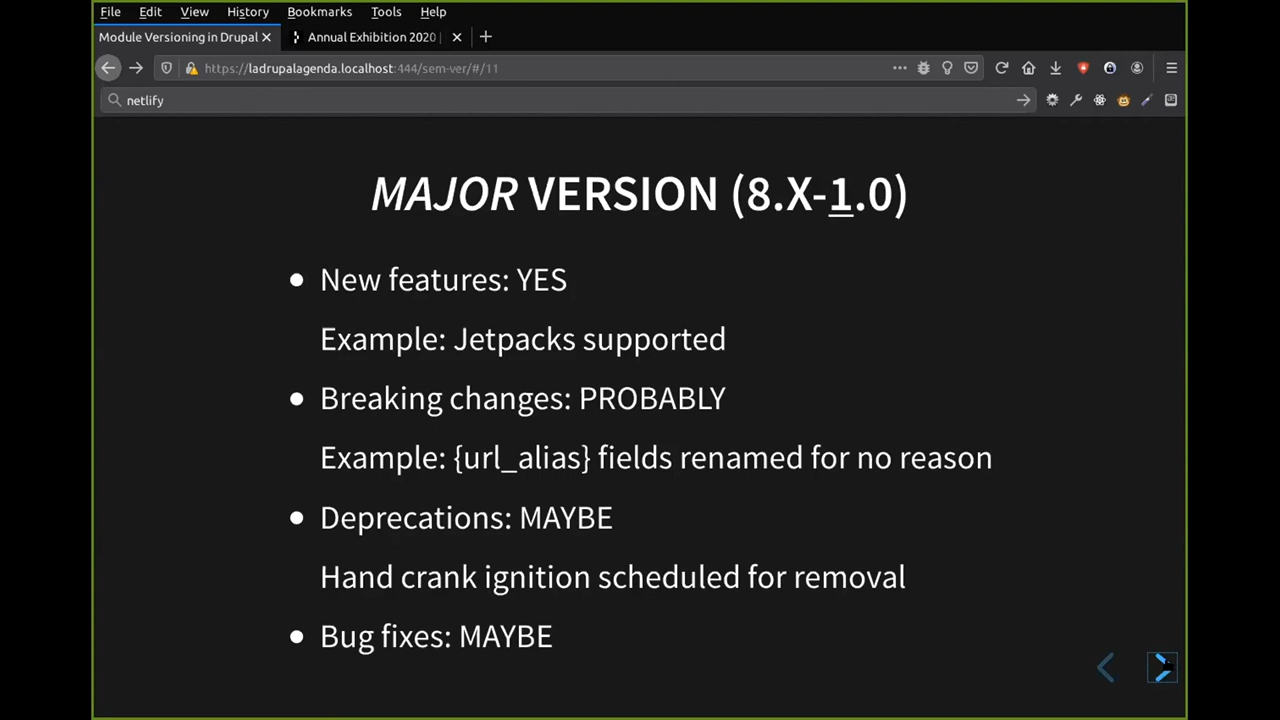 File Edit View History Bookmarks Tools Help
Module Versioning in Drupal Annual Exhibition 2020
https://ladrupalagenda.localhost:444/sem-ver/#/11
netlify
MAJOR VERSION (8.X-1.0)
New features: YES
Example: Jetpacks supported
Breaking changes: PROBABLY
Example: {url_alias} fields renamed for no reason
Deprecations: MAYBE
Hand crank ignition scheduled for removal
Bug fixes: MAYBE